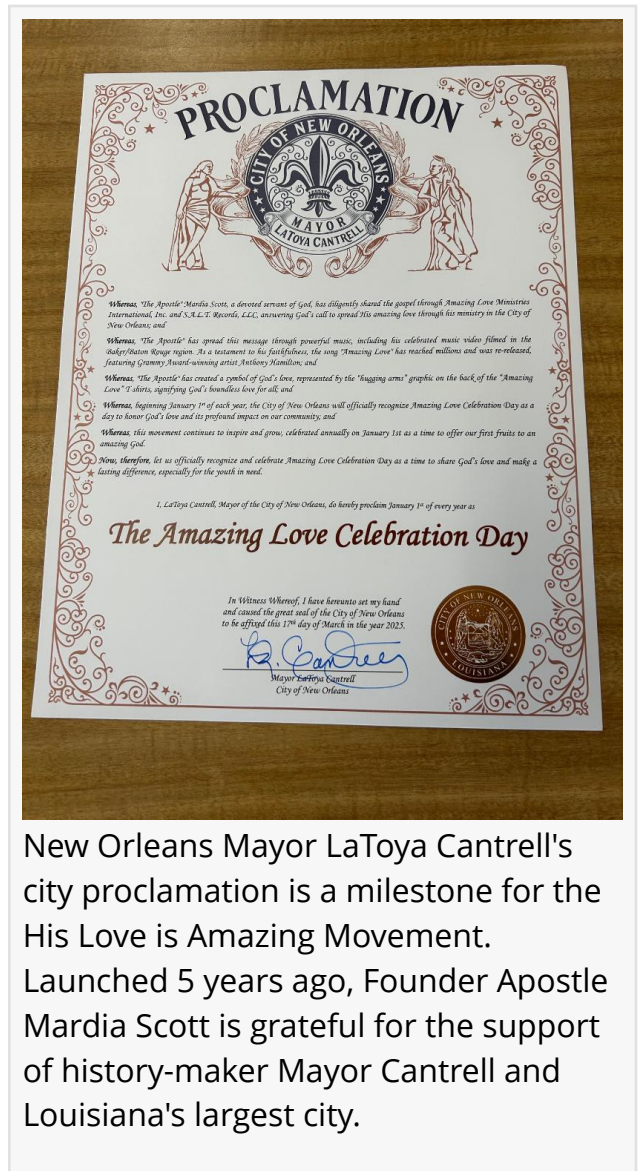 PROCLAMATION
CITY OF NEW ORLEANS
MAYOR
LATOYA CANTRELL
Whereas, "The Apostle" Mardia Scott, a devoted servant of God, has diligently shared the gospel through Amazing Love Ministries
International, Inc. and S.A.L.T. Records, LLC, answering God's call to spread His amazing love through his ministry in the City of
New Orleans; and
Whereas, "The Apostle" has spread this message through powerful music, including his celebrated music video filmed in the
Baker/Baton Rouge region. As a testament to his faithfulness, the song "Amazing Love" has reached millions and was re-released,
featuring Grammy Award-winning artist Anthony Hamilton; and
Whereas, "The Apostle" has created a symbol of God's love, represented by the "hugging arms" graphic on the back of the "Amazing
Love" T-shirts, signifying God's boundless love for all; and
Whereas, beginning January 1st of each year, the City of New Orleans will officially recognize Amazing Love Celebration Day as a
day to honor God's love and its profound impact on our community; and
Whereas, this movement continues to inspire and grow, celebrated annually on January 1st as a time to offer our first fruits to an
amazing God.
Now, therefore, let us officially recognize and celebrate Amazing Love Celebration Day as a time to share God's love and make a
lasting difference, especially for the youth in need.
I, LaToya Cantrell, Mayor of the City of New Orleans, do hereby proclaim January 1st of every year as
The Amazing Love Celebration Day
In Witness Whereof, I have hereunto set my hand
and caused the great seal of the City of New Orleans
to be affixed this 17th day of March in the year 2025.
L. Cantrell
Mayor LaToya Cantrell
City of New Orleans
CITY OF NEW ORLEANS
LOUISIANA
New Orleans Mayor LaToya Cantrell's
city proclamation is a milestone for the
His Love is Amazing Movement.
Launched 5 years ago, Founder Apostle
Mardia Scott is grateful for the support
of history-maker Mayor Cantrell and
Louisiana's largest city.